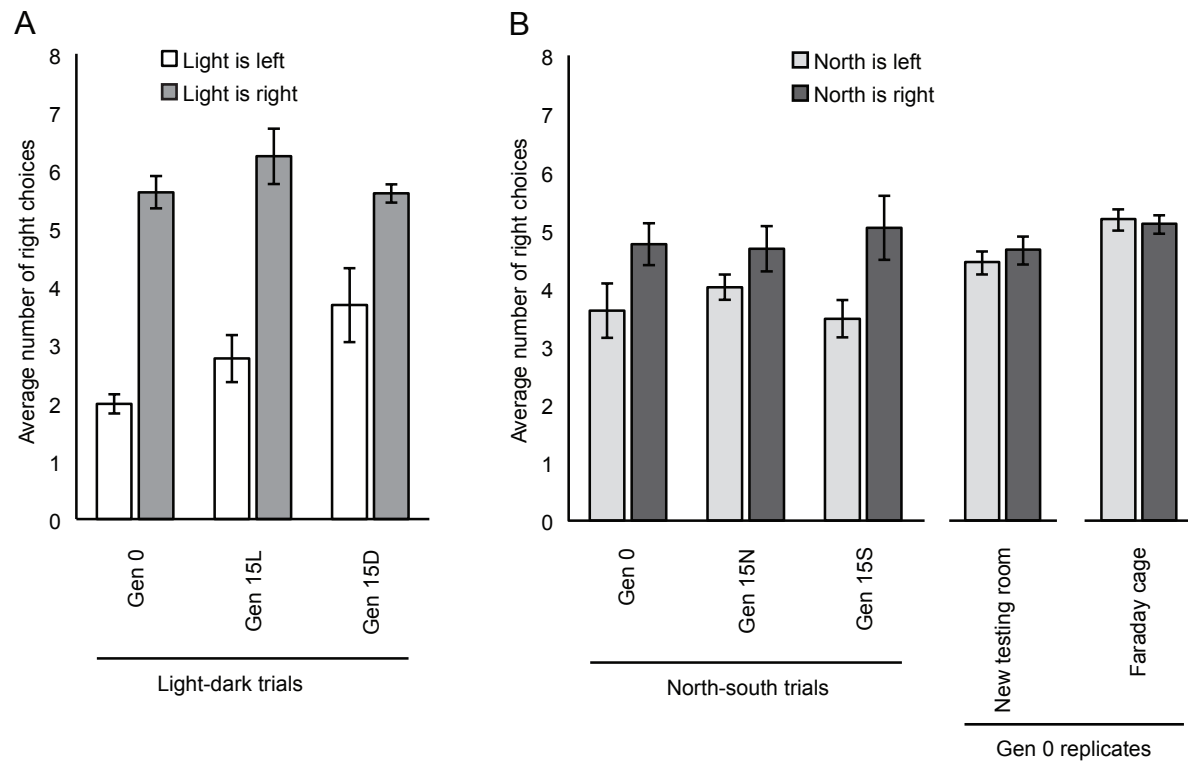 A
Average number of right choices
8
7
6
5
4
3
2
1
0
Light is left
Light is right
Gen 0
Gen 15L
Gen 15D
Light-dark trials
B
Average number of right choices
8
7
6
5
4
3
2
1
0
North is left
North is right
Gen 0
Gen 15N
Gen 15S
North-south trials
New testing room
Faraday cage
Gen 0 replicates